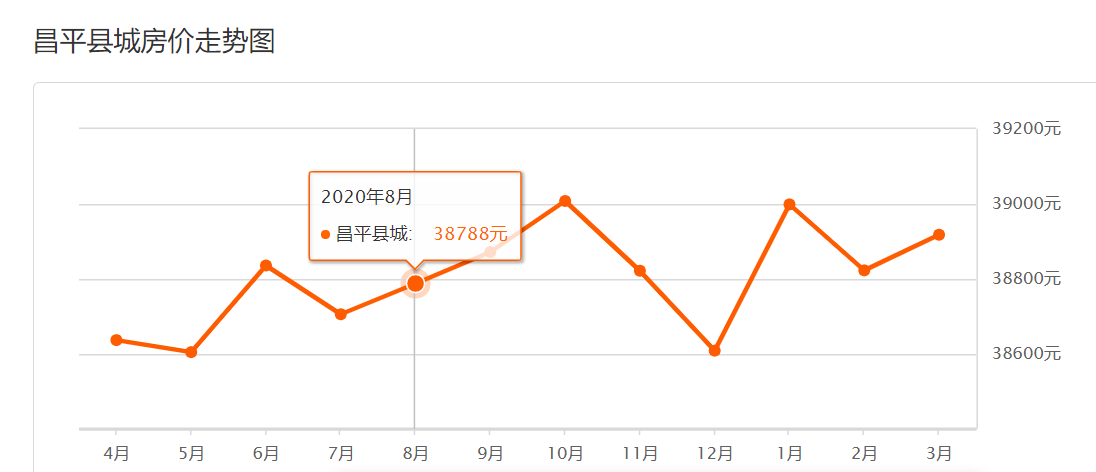 昌平县城房价走势图
39200元
2020年8月
昌平县城: 38788元
39000元
38800元
38600元
4月 5月 6月 7月 8月 9月 10月 11月 12月 1月 2月 3月